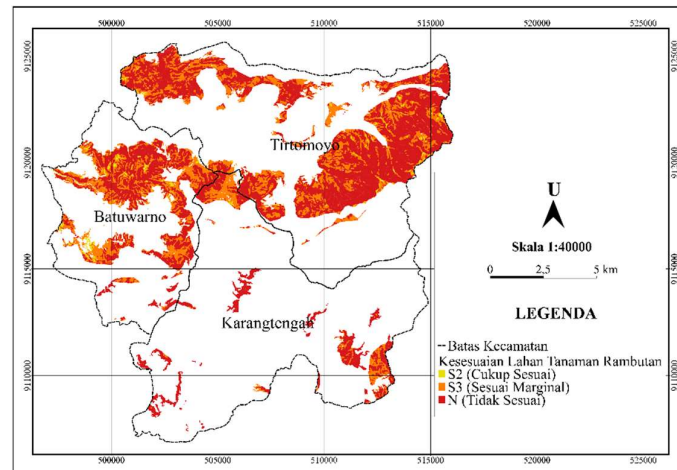 500000 505000 510000 515000 520000 525000
9125000 9125000
9120000 9120000
9115000 9115000
9110000 9110000
Tirtomoyo
Batuwarno
Karangtengah
U
Skala 1:40000
0 2,5 5 km
LEGENDA
Batas Kecamatan
Kesesuaian Lahan Tanaman Rambutan
S2 (Cukup Sesuai)
S3 (Sesuai Marginal)
N (Tidak Sesuai)
500000 505000 510000 515000 520000 525000